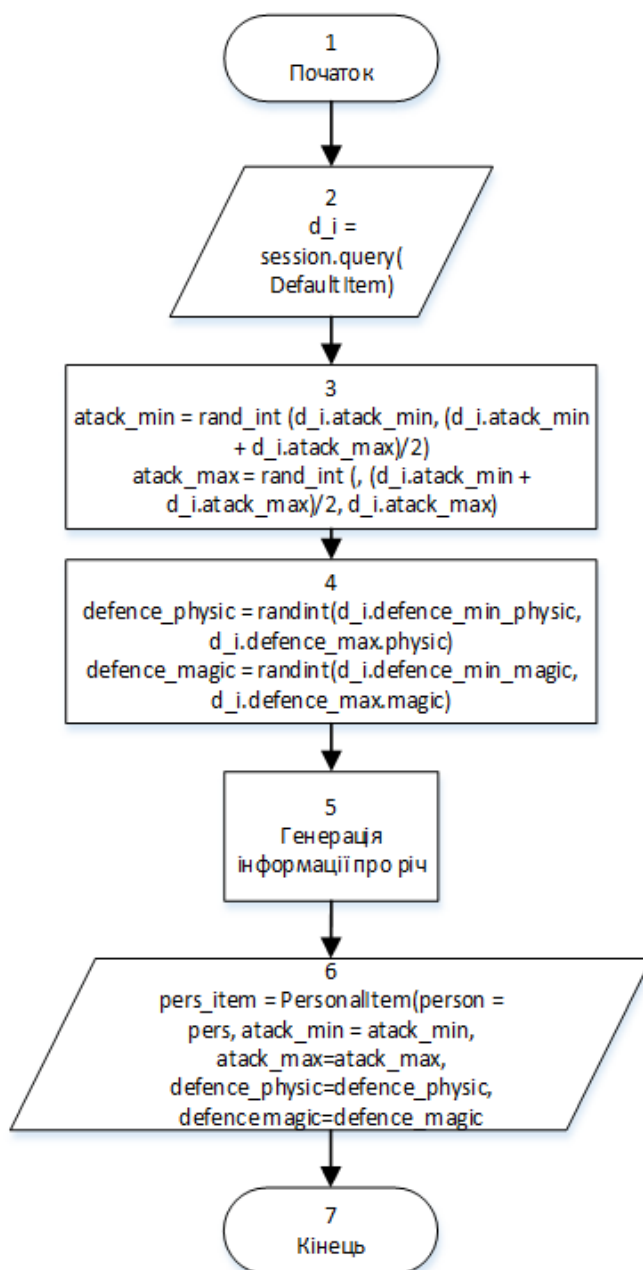 1
Початок
2
d_i =
session.query(
DefaultItem)
3
atack_min = rand_int (d_i.atack_min, (d_i.atack_min
+ d_i.atack_max)/2)
atack_max = rand_int (, (d_i.atack_min +
d_i.atack_max)/2, d_i.atack_max)
4
defence_physic = randint(d_i.defence_min_physic,
d_i.defence_max.physic)
defence_magic = randint(d_i.defence_min_magic,
d_i.defence_max.magic)
5
Генерація
інформації про річ
6
pers_item = PersonalItem(person =
pers, atack_min = atack_min,
atack_max=atack_max,
defence_physic=defence_physic,
defence magic=defence_magic
7
Кінець